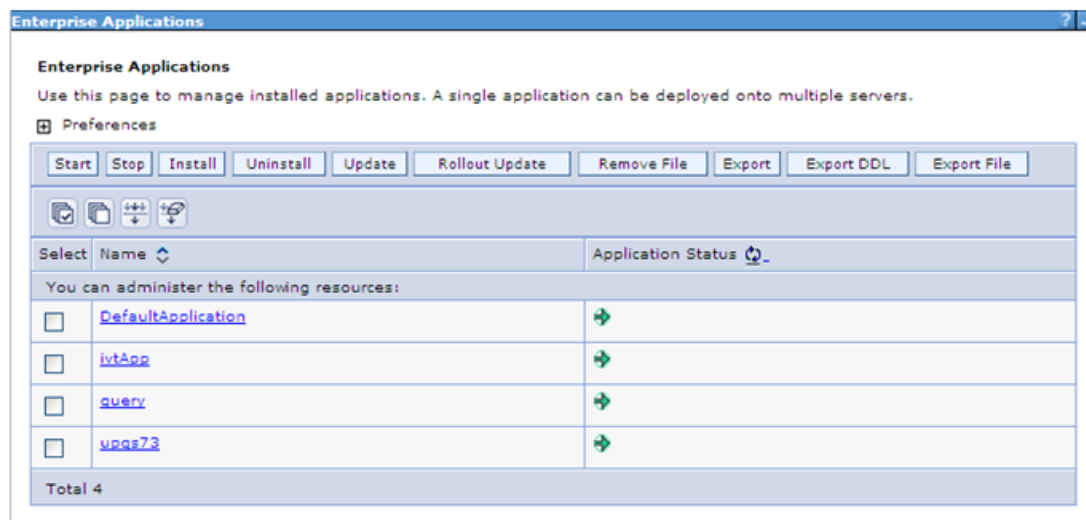 Enterprise Applications ? -
Enterprise Applications
Use this page to manage installed applications. A single application can be deployed onto multiple servers.
Preferences
Start Stop Install Uninstall Update Rollout Update Remove File Export Export DDL Export File
Select Name Application Status
You can administer the following resources:
DefaultApplication
ivtApp
query
upgs73
Total 4